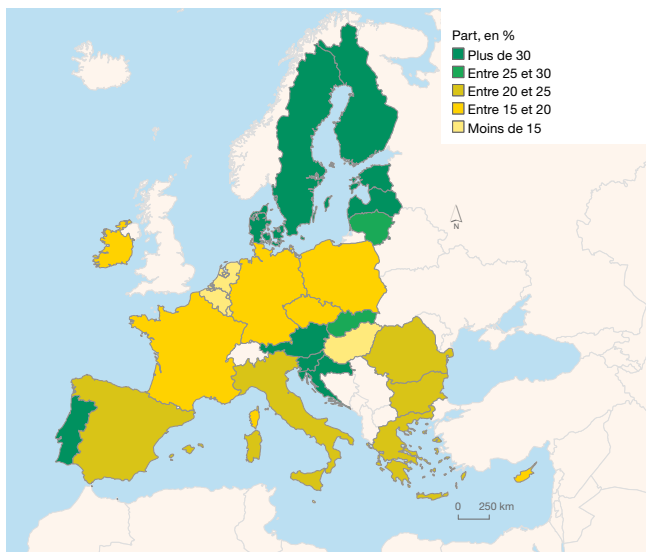 Part, en %
Plus de 30
Entre 25 et 30
Entre 20 et 25
Entre 15 et 20
Moins de 15
N
0 250 km